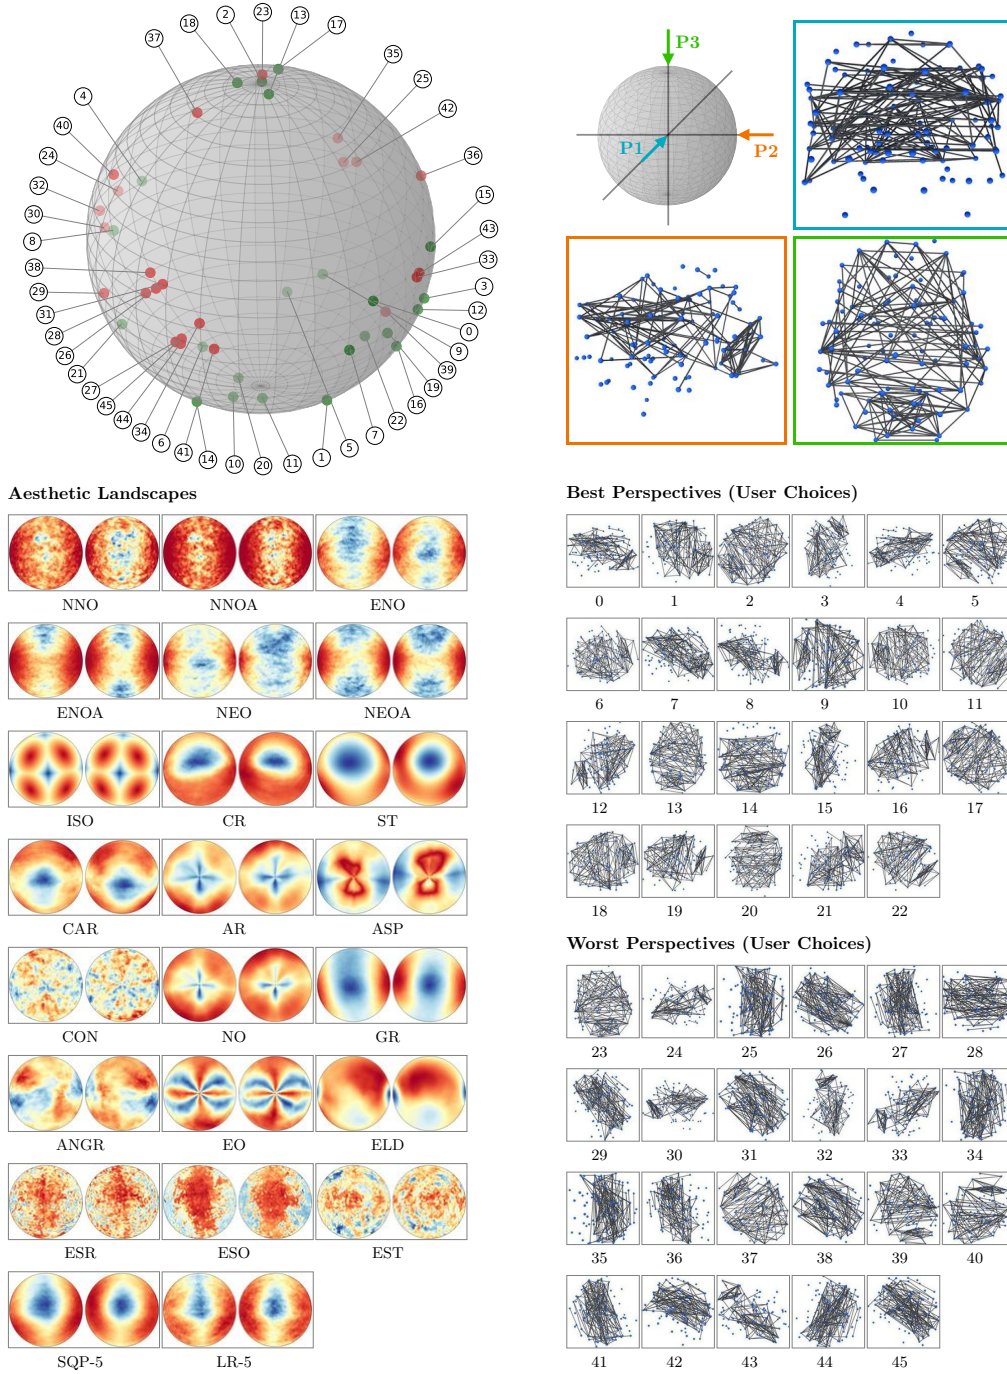 2
23
13
17
18
37
35
25
42
4
40
24
32
30
8
38
29
31
28
26
21
27
45
44
34
6
41
14
10
20
11
1
5
7
22
16
19
39
9
0
12
3
33
43
15
36
P3
P1
P2
Aesthetic Landscapes
NNO NNOA ENO
ENOA NEO NEOA
ISO CR ST
CAR AR ASP
CON NO GR
ANGR EO ELD
ESR ESO EST
SQP-5 LR-5
Best Perspectives (User Choices)
0 1 2 3 4 5
6 7 8 9 10 11
12 13 14 15 16 17
18 19 20 21 22
Worst Perspectives (User Choices)
23 24 25 26 27 28
29 30 31 32 33 34
35 36 37 38 39 40
41 42 43 44 45